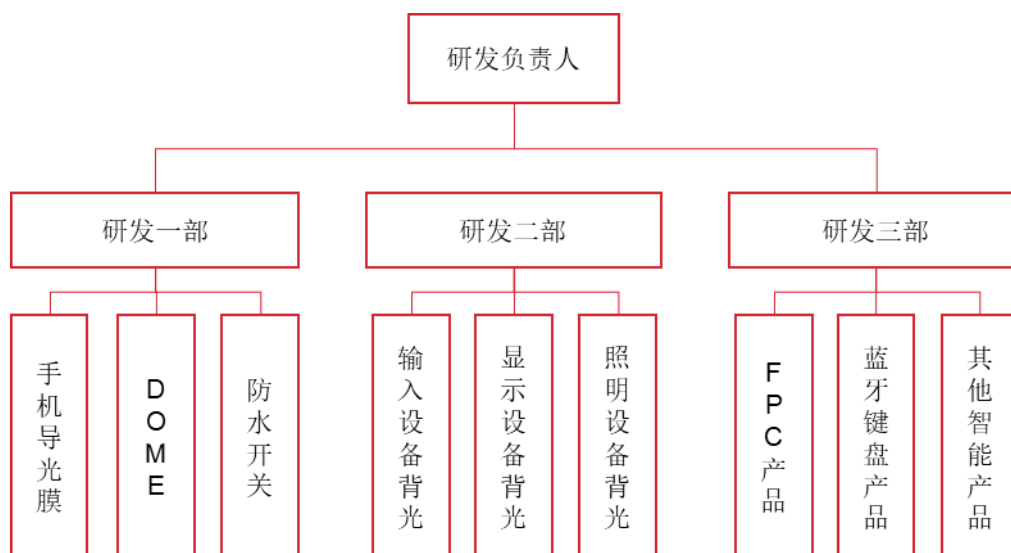 研发负责人
研发一部
研发二部
研发三部
手机导光膜
DOME
防水开关
输入设备背光
显示设备背光
照明设备背光
FPC产品
蓝牙键盘产品
其他智能产品